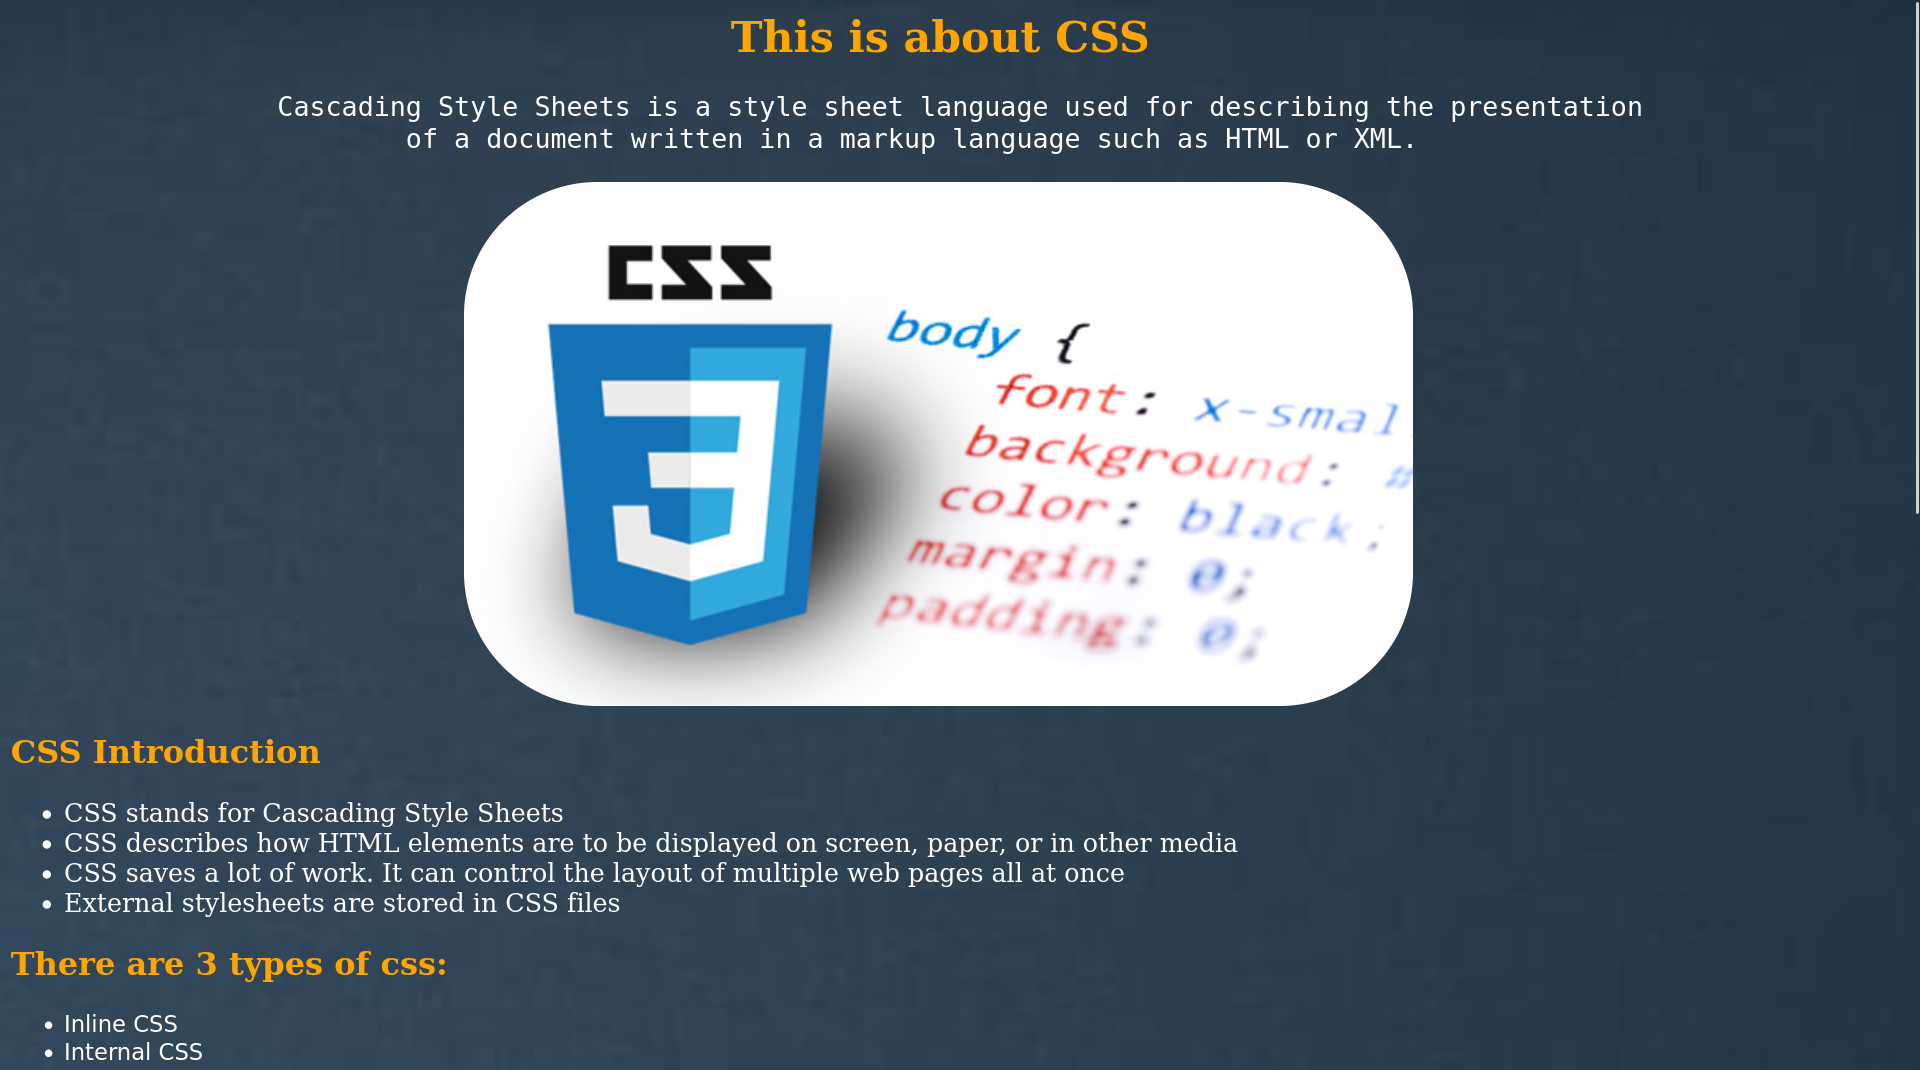 This is about CSS
Cascading Style Sheets is a style sheet language used for describing the presentation
of a document written in a markup language such as HTML or XML.
CSS
3
body {
font: x-smal
background: #
color: black;
margin: 0;
padding: 0;
CSS Introduction
• CSS stands for Cascading Style Sheets
• CSS describes how HTML elements are to be displayed on screen, paper, or in other media
• CSS saves a lot of work. It can control the layout of multiple web pages all at once
• External stylesheets are stored in CSS files
There are 3 types of css:
• Inline CSS
• Internal CSS